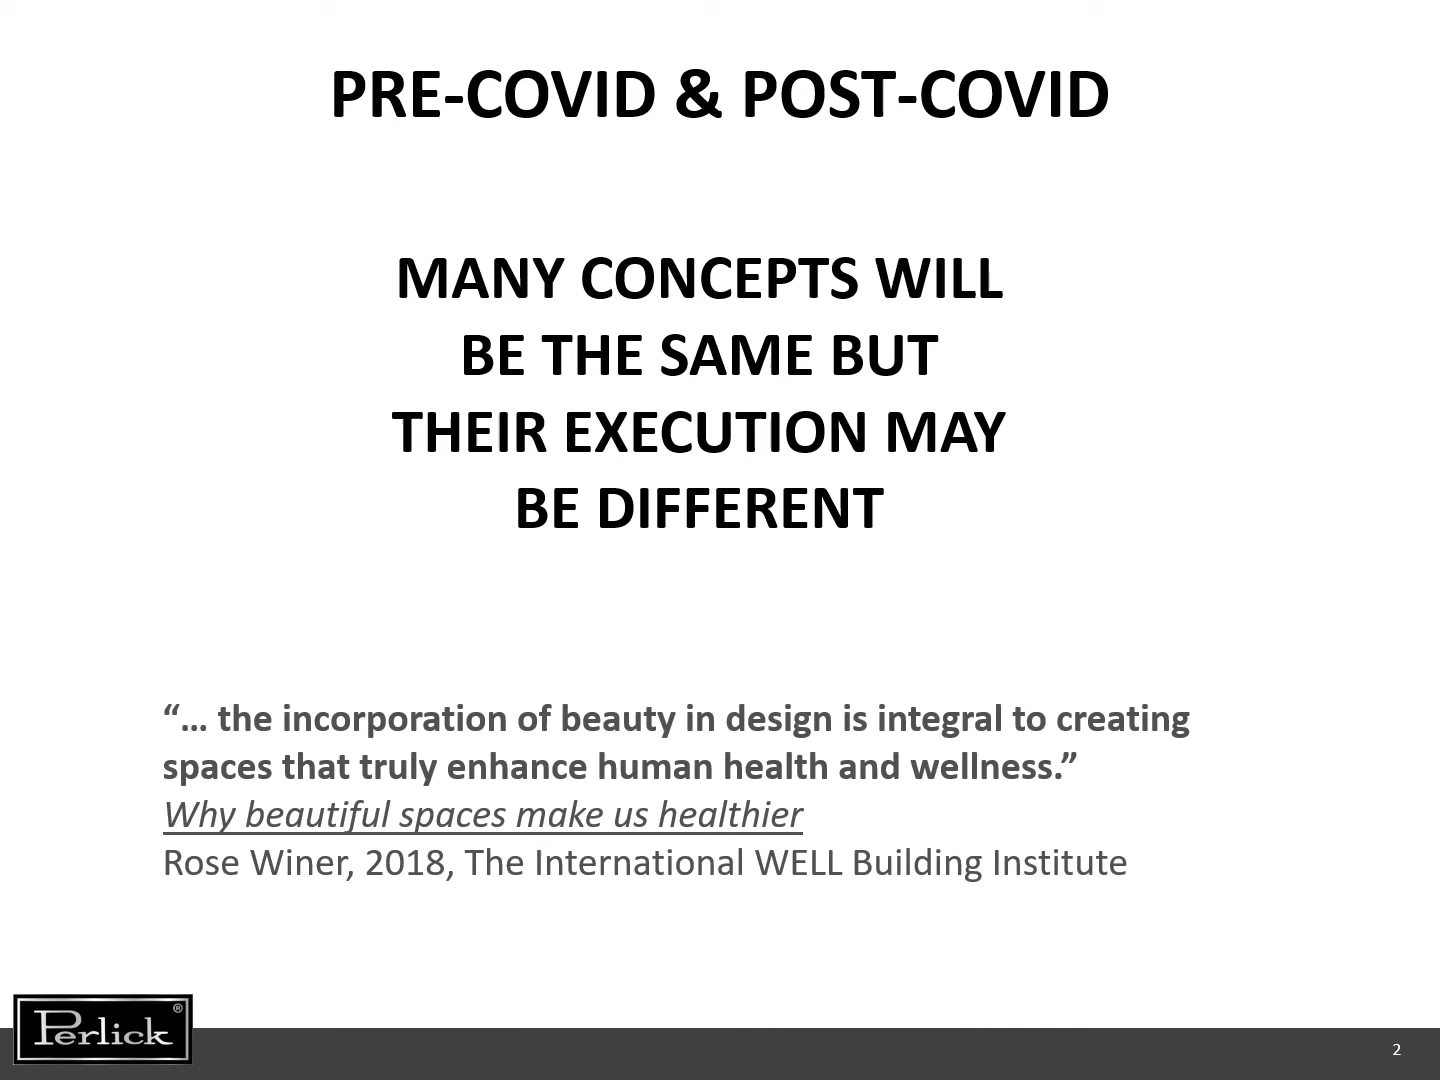 PRE-COVID & POST-COVID
MANY CONCEPTS WILL
BE THE SAME BUT
THEIR EXECUTION MAY
BE DIFFERENT
“… the incorporation of beauty in design is integral to creating
spaces that truly enhance human health and wellness.”
Why beautiful spaces make us healthier
Rose Winer, 2018, The International WELL Building Institute
Perlick®
2